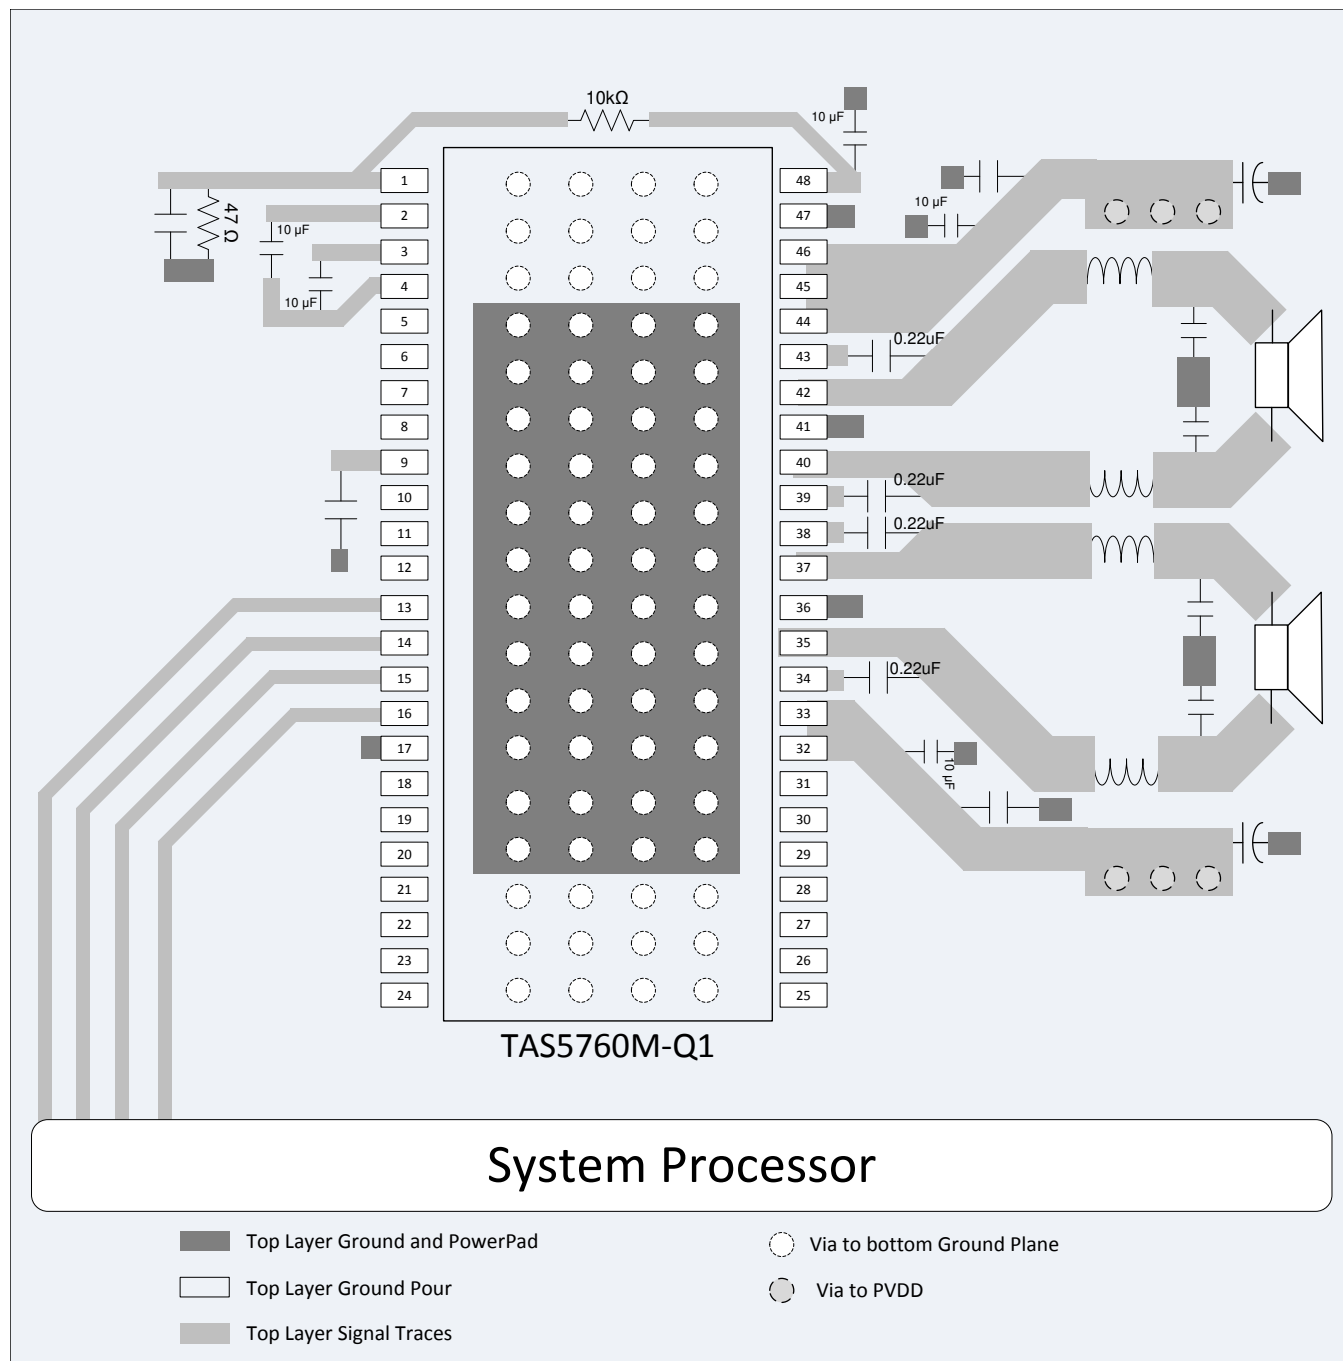 10kΩ
10 µF
1
48
47 Ω
2
47
10 µF
10 µF
3
46
10 µF
4
45
5
44
6
43
0.22uF
7
42
8
41
9
40
10
39
0.22uF
11
38
0.22uF
12
37
13
36
14
35
15
34
0.22uF
16
33
17
32
10 µF
18
31
19
30
20
29
21
28
22
27
23
26
24
25
TAS5760M-Q1
System Processor
Top Layer Ground and PowerPad
Via to bottom Ground Plane
Top Layer Ground Pour
Via to PVDD
Top Layer Signal Traces